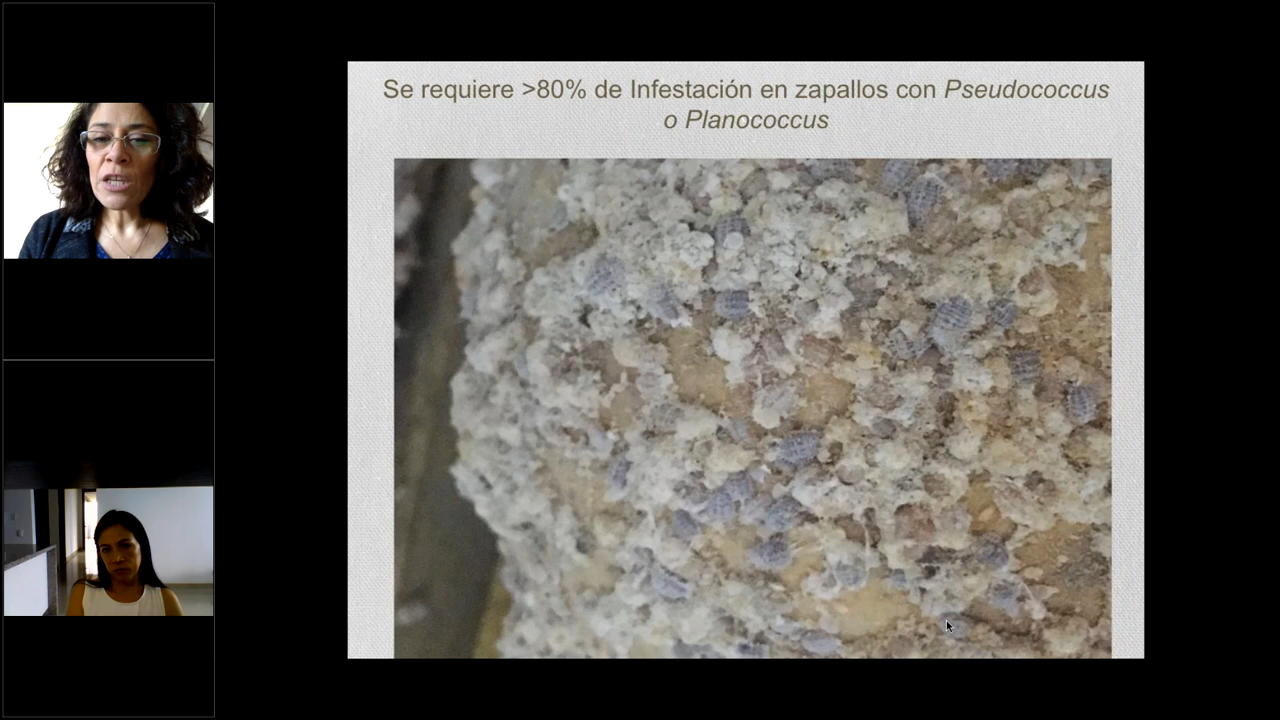 Se requiere >80% de Infestación en zapallos con Pseudococcus
o Planococcus